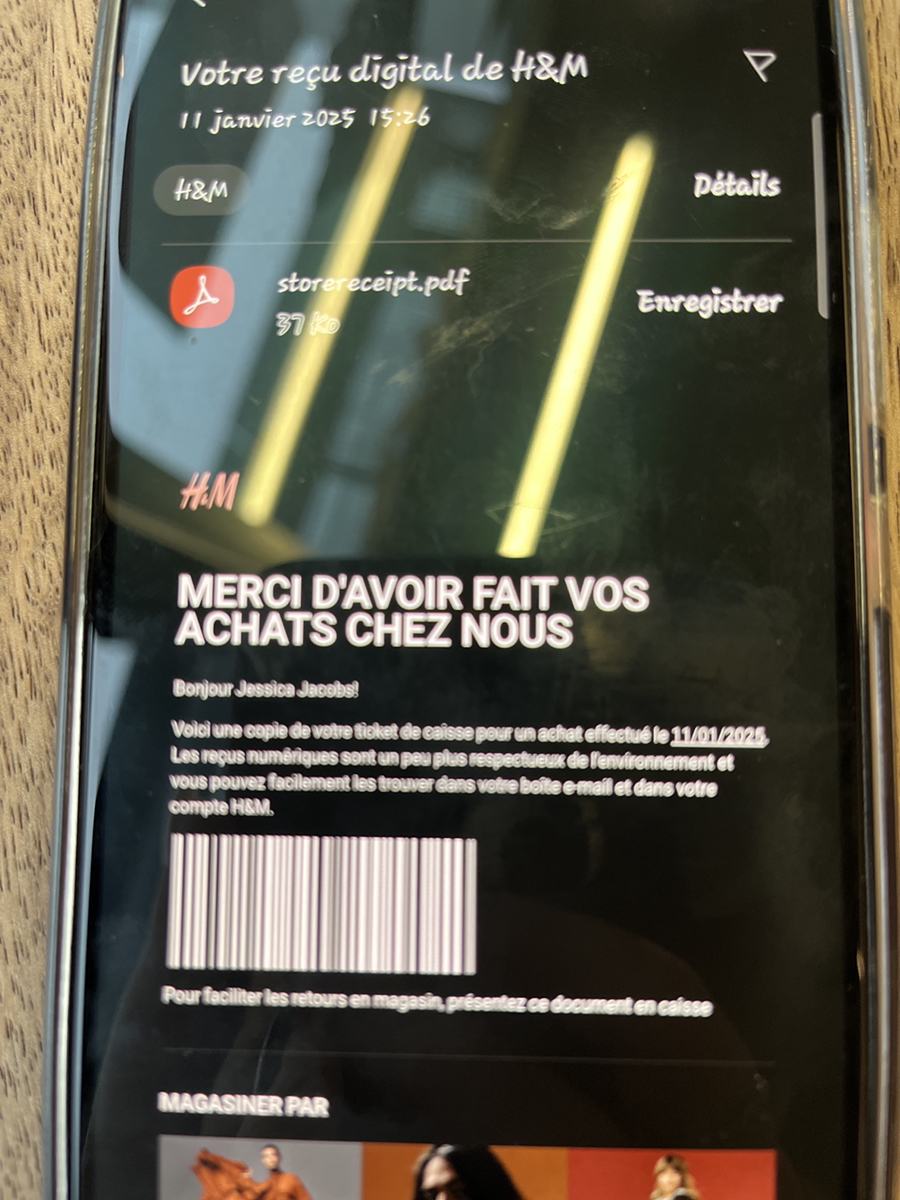 Votre reçu digital de H&M
11 janvier 2025 15:26
H&M
Détails
storereceipt.pdf
Enregistrer
37 Ko
H&M
MERCI D'AVOIR FAIT VOS
ACHATS CHEZ NOUS
Bonjour Jessica Jacobs!
Voici une copie de votre ticket de caisse pour un achat effectué le 11/01/2025.
Les reçus numériques sont un peu plus respectueux de l'environnement et
vous pouvez facilement les trouver dans votre boîte e-mail et dans votre
compte H&M.
Pour faciliter les retours en magasin, présentez ce document en caisse
MAGASINER PAR